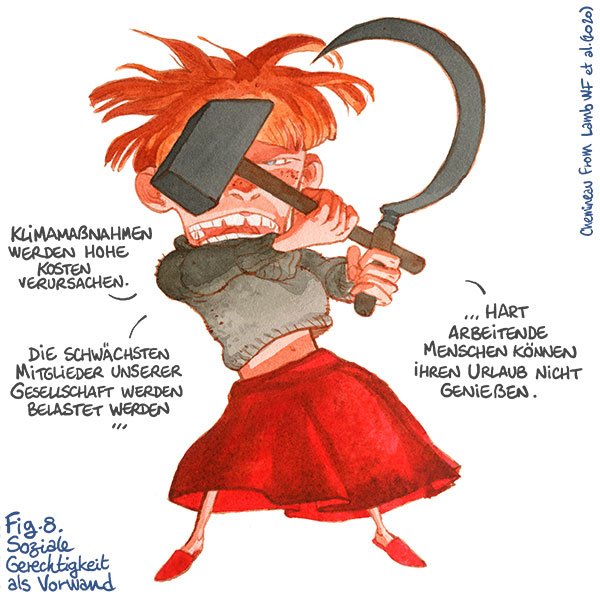 KLIMAMAßNAHMEN
WERDEN HOHE
KOSTEN
VERURSACHEN.
DIE SCHWÄCHSTEN
MITGLIEDER UNSERER
GESELLSCHAFT WERDEN
BELASTET WERDEN
...
... HART
ARBEITENDE
MENSCHEN KÖNNEN
IHREN URLAUB NICHT
GENIEßEN.
Fig.8.
Soziale
Gerechtigkeit
als Vorwand
Chemineau From Lamb WF et al. (2020)